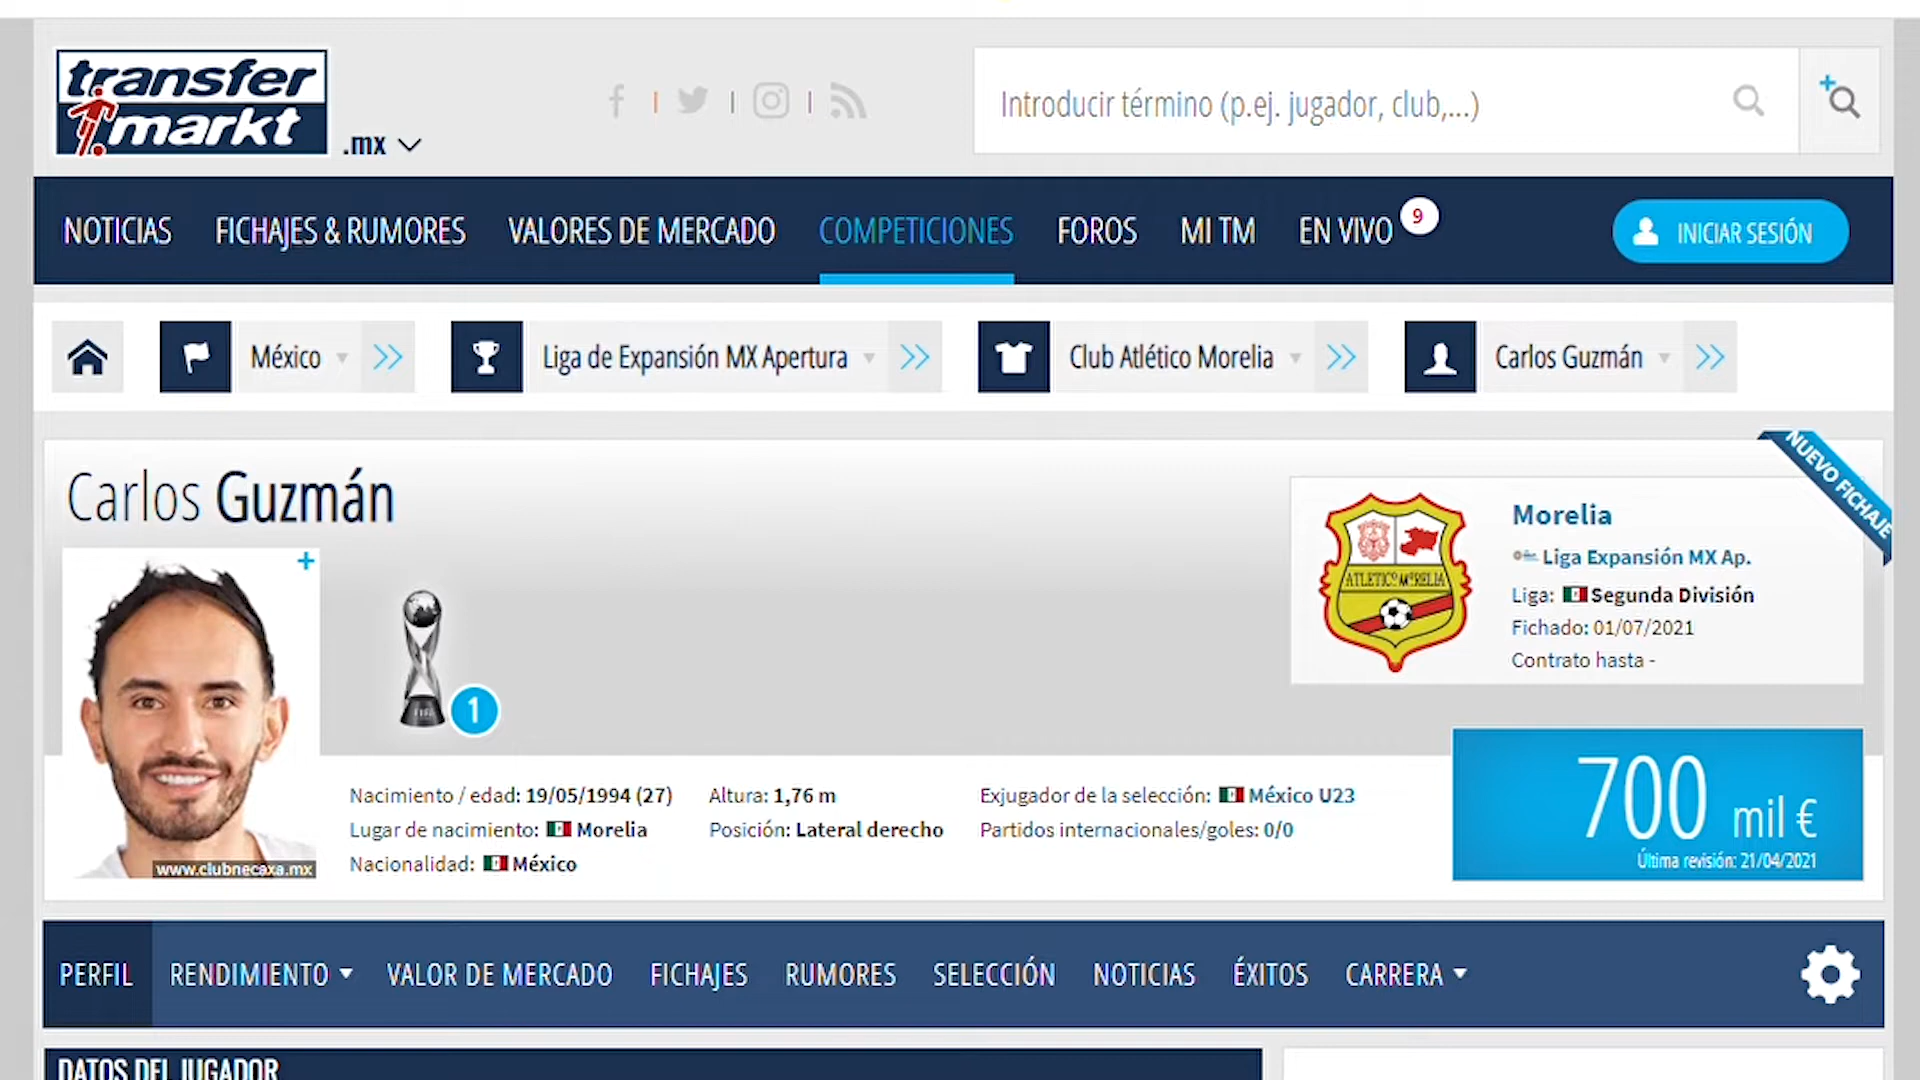 transfer
markt
.mx
Introducir término (p.ej. jugador, club,...)
NOTICIAS FICHAJES & RUMORES VALORES DE MERCADO COMPETICIONES FOROS MI TM EN VIVO 9 INICIAR SESIÓN
México Liga de Expansión MX Apertura Club Atlético Morelia Carlos Guzmán
Carlos Guzmán
NUEVO FICHAJE
ATLETICO MORELIA
Morelia
Liga Expansión MX Ap.
Liga: Segunda División
Fichado: 01/07/2021
Contrato hasta -
FIFA
1
www.clubnecaxa.mx
Nacimiento / edad: 19/05/1994 (27)
Lugar de nacimiento: Morelia
Nacionalidad: México
Altura: 1,76 m
Posición: Lateral derecho
Exjugador de la selección: México U23
Partidos internacionales/goles: 0/0
700 mil €
Última revisión: 21/04/2021
PERFIL RENDIMIENTO VALOR DE MERCADO FICHAJES RUMORES SELECCIÓN NOTICIAS ÉXITOS CARRERA
DATOS DEL JUGADOR